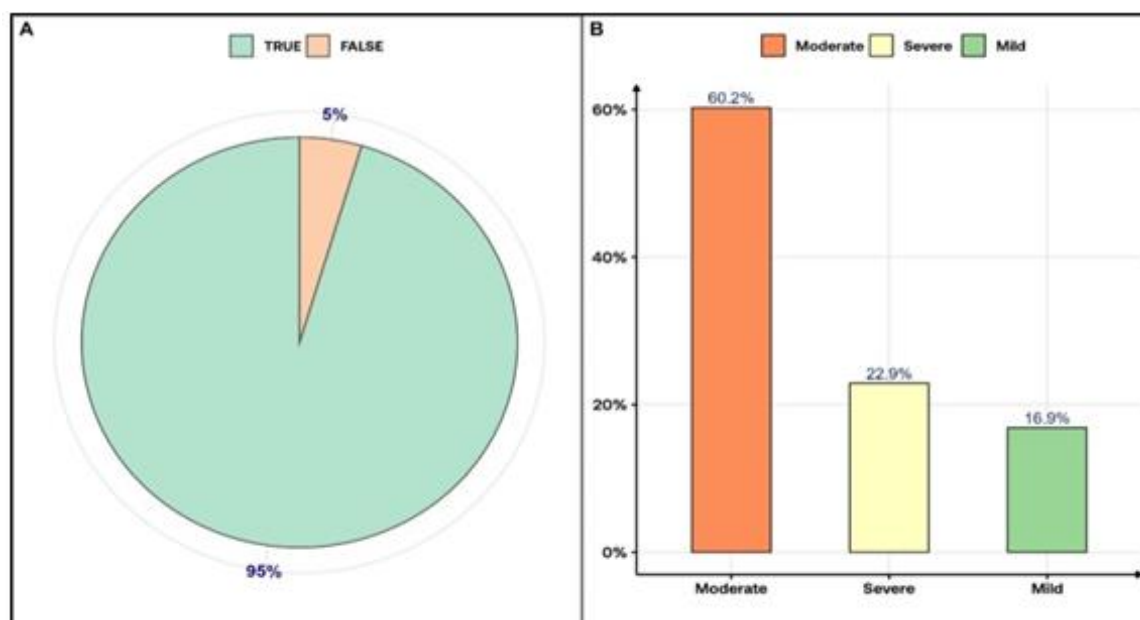 A
TRUE FALSE
5%
95%
B
Moderate Severe Mild
60%
40%
20%
0%
60.2%
22.9%
16.9%
Moderate Severe Mild